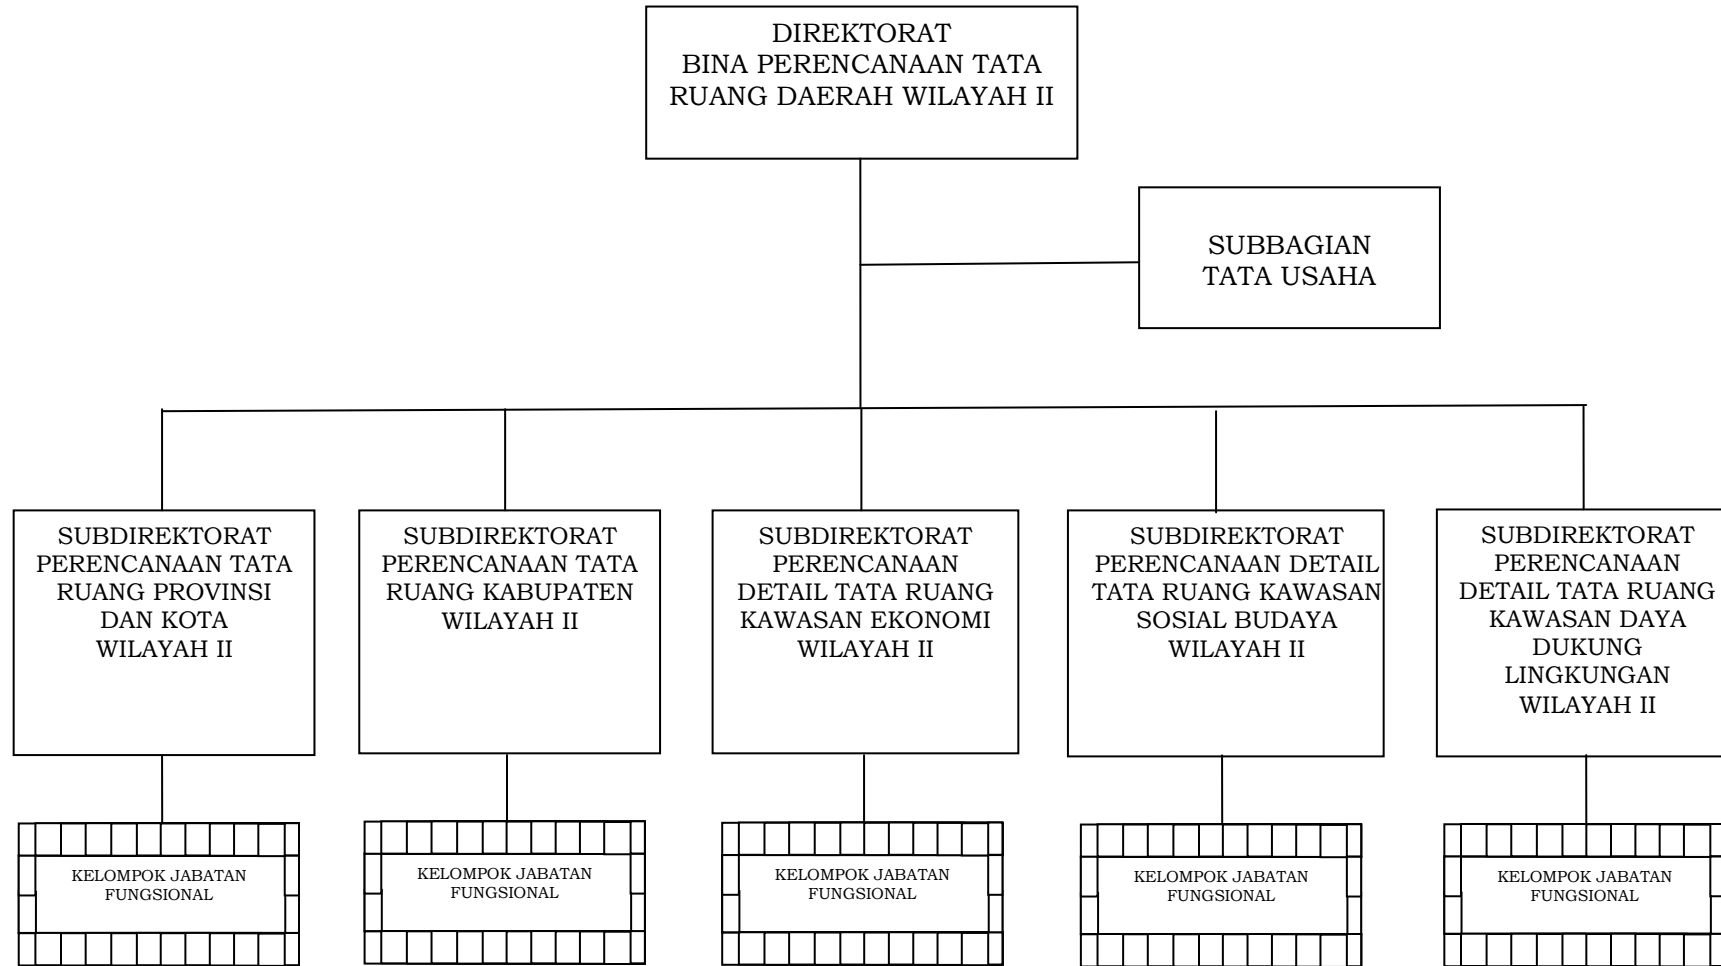 DIREKTORAT
BINA PERENCANAAN TATA
RUANG DAERAH WILAYAH II
SUBBAGIAN
TATA USAHA
SUBDIREKTORAT
PERENCANAAN TATA
RUANG PROVINSI
DAN KOTA
WILAYAH II
SUBDIREKTORAT
PERENCANAAN TATA
RUANG KABUPATEN
WILAYAH II
SUBDIREKTORAT
PERENCANAAN
DETAIL TATA RUANG
KAWASAN EKONOMI
WILAYAH II
SUBDIREKTORAT
PERENCANAAN DETAIL
TATA RUANG KAWASAN
SOSIAL BUDAYA
WILAYAH II
SUBDIREKTORAT
PERENCANAAN
DETAIL TATA RUANG
KAWASAN DAYA
DUKUNG
LINGKUNGAN
WILAYAH II
KELOMPOK JABATAN
FUNGSIONAL
KELOMPOK JABATAN
FUNGSIONAL
KELOMPOK JABATAN
FUNGSIONAL
KELOMPOK JABATAN
FUNGSIONAL
KELOMPOK JABATAN
FUNGSIONAL